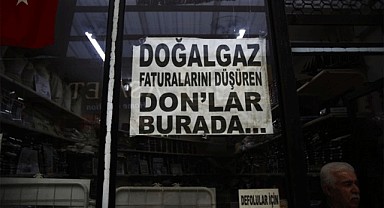 DOĞALGAZ
FATURALARINI DÜŞÜREN
DON'LAR
BURADA...
DEFOLULAR İÇİN